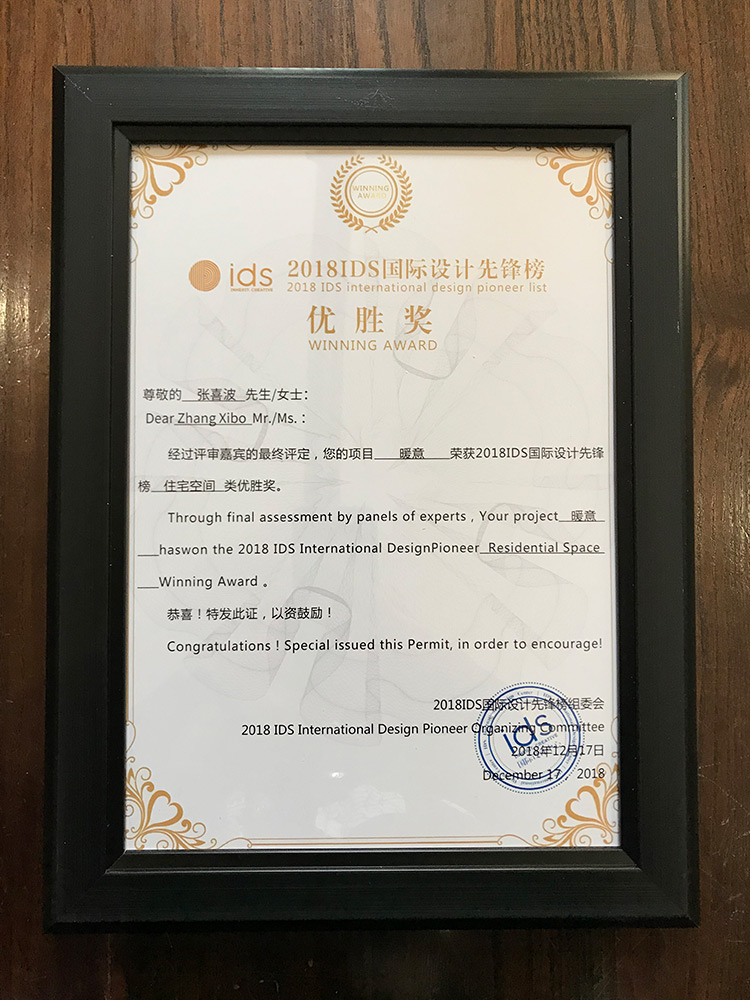 WINNING
AWARD
ids 2018IDS国际设计先锋榜
2018 IDS international design pioneer list
优胜奖
WINNING AWARD
尊敬的 张喜波 先生/女士：
Dear Zhang Xibo Mr./Ms.：
经过评审嘉宾的最终评定，您的项目 暖意 荣获2018IDS国际设计先锋
榜 住宅空间 类优胜奖。
Through final assessment by panels of experts , Your project 暖意
haswon the 2018 IDS International DesignPioneer Residential Space
Winning Award 。
恭喜！特发此证，以资鼓励！
Congratulations ! Special issued this Permit, in order to encourage!
2018IDS国际设计先锋榜组委会
2018 IDS International Design Pioneer Organizing Committee
2018年12月17日
December 17 2018
ids